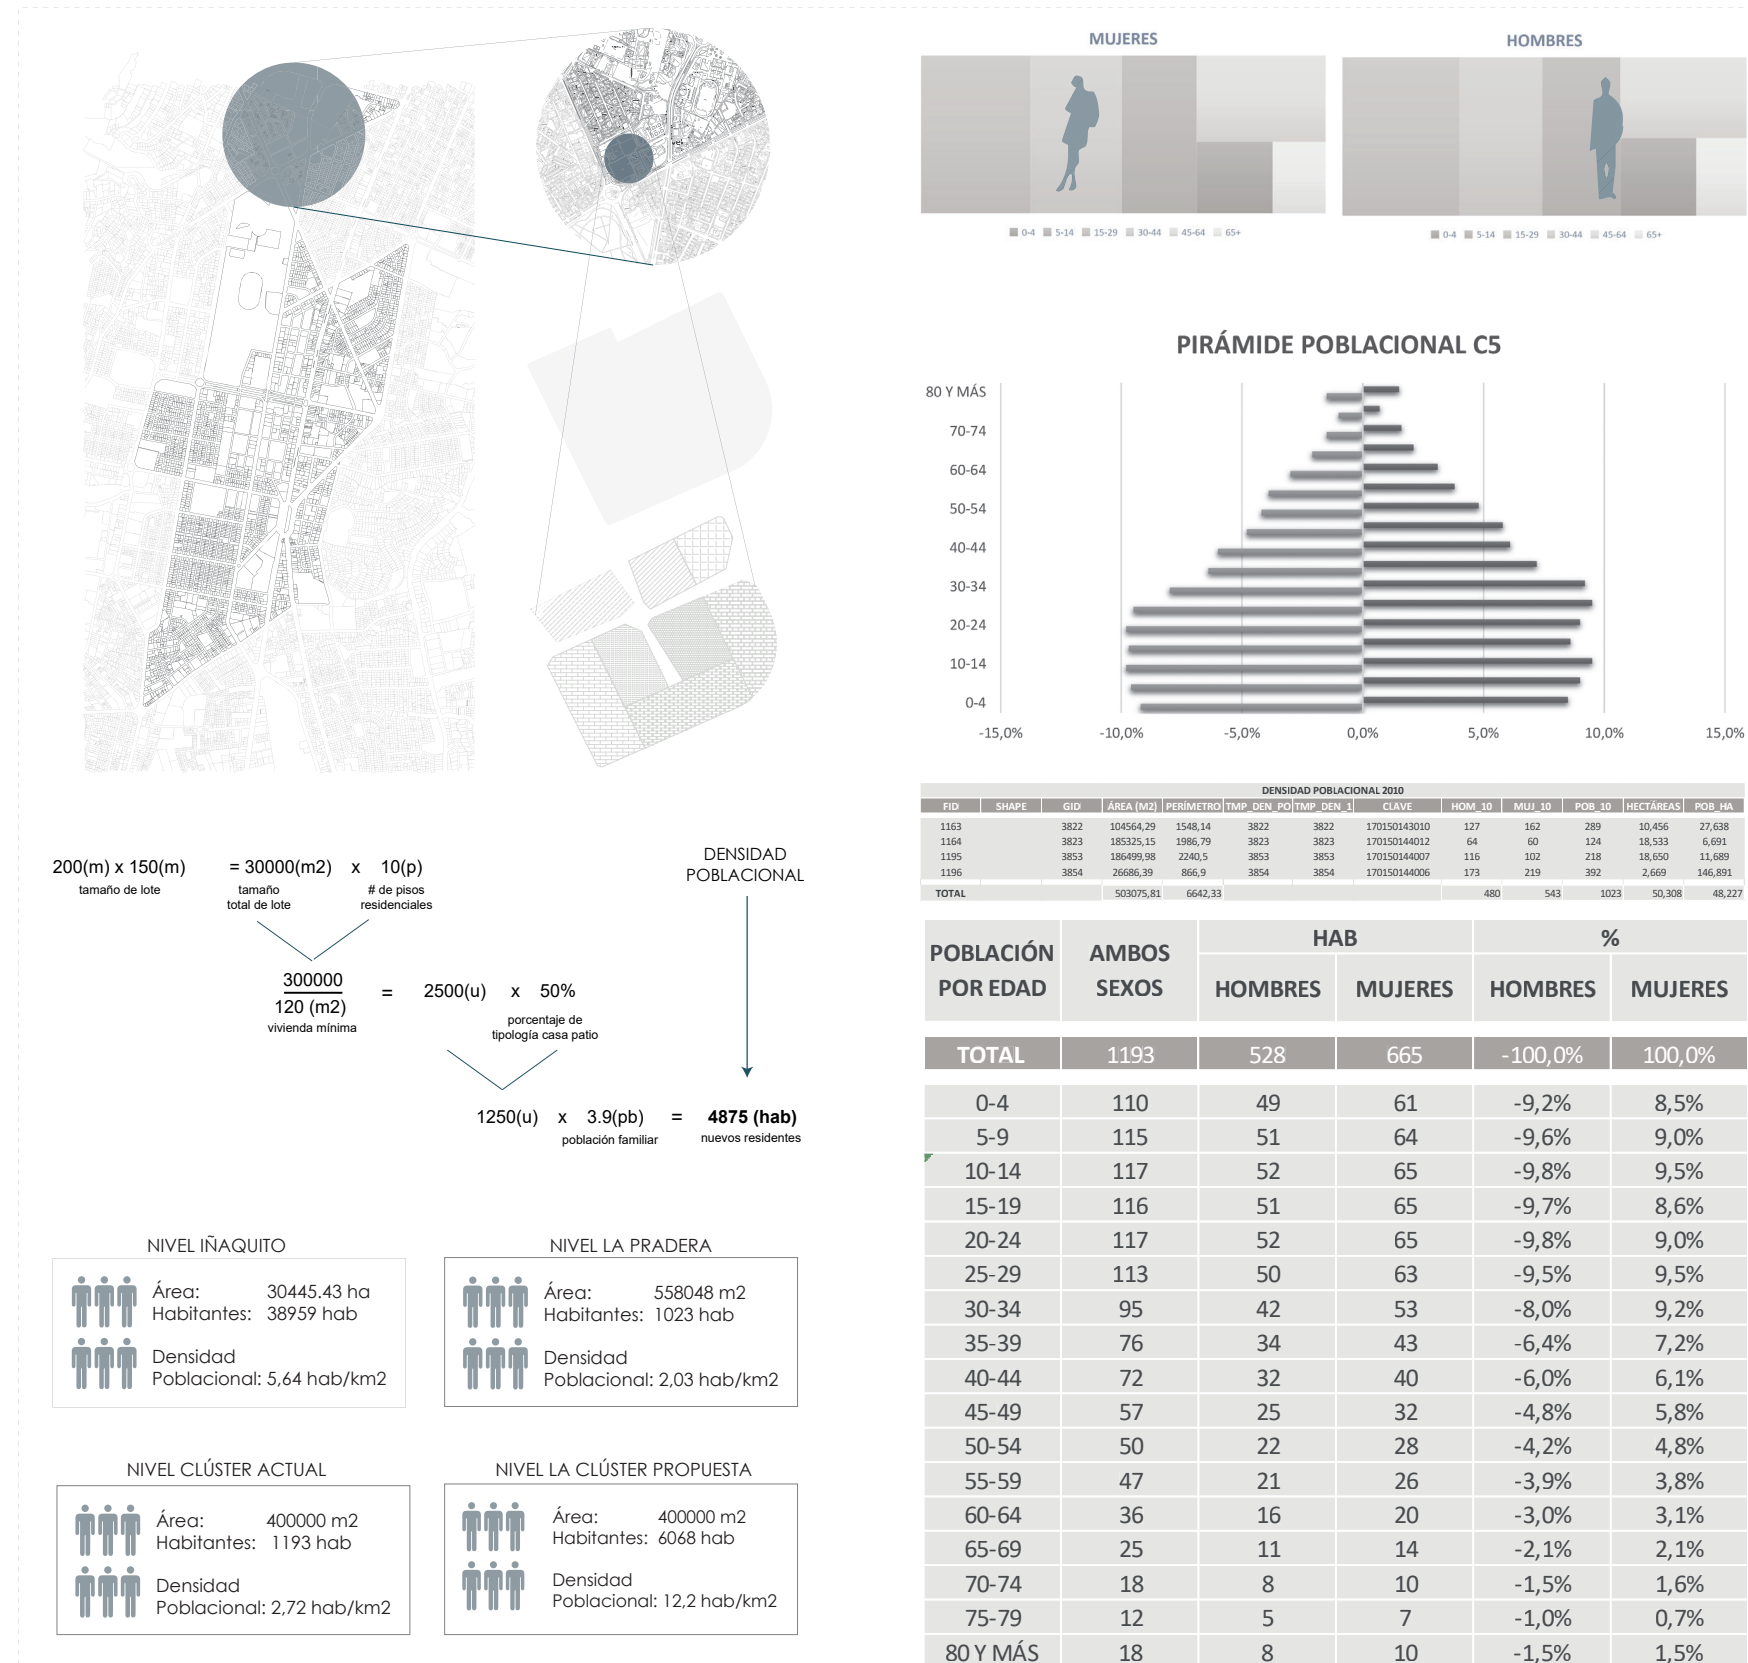 MUJERES
0-4 5-14 15-29 30-44 45-64 65+
HOMBRES
0-4 5-14 15-29 30-44 45-64 65+
PIRÁMIDE POBLACIONAL C5
80 Y MÁS
70-74
60-64
50-54
40-44
30-34
20-24
10-14
0-4
-15,0% -10,0% -5,0% 0,0% 5,0% 10,0% 15,0%
DENSIDAD POBLACIONAL 2010
FID SHAPE GID ÁREA (M2) PERÍMETRO TMP_DEN_PO TMP_DEN_1 CLAVE HOM_10 MUJ_10 POB_10 HECTÁREAS POB_HA
1163 3822 104564,29 1548,14 3822 3822 170150143010 127 162 289 10,456 27,638
1164 3823 185325,15 1986,79 3823 3823 170150144012 64 60 124 18,533 6,691
1195 3853 186499,98 2240,5 3853 3853 170150144007 116 102 218 18,650 11,689
1196 3854 26686,39 866,9 3854 3854 170150144006 173 219 392 2,669 146,891
TOTAL 503075,81 6642,33 480 543 1023 50,308 48,227
200(m) x 150(m) = 30000(m2) x 10(p)
tamaño de lote tamaño # de pisos
total de lote residenciales
300000
120 (m2)
vivienda mínima
= 2500(u) x 50%
porcentaje de
tipología casa patio
DENSIDAD
POBLACIONAL
1250(u) x 3.9(pb) = 4875 (hab)
población familiar nuevos residentes
NIVEL IÑAQUITO
Área: 30445.43 ha
Habitantes: 38959 hab
Densidad
Poblacional: 5,64 hab/km2
NIVEL LA PRADERA
Área: 558048 m2
Habitantes: 1023 hab
Densidad
Poblacional: 2,03 hab/km2
NIVEL CLÚSTER ACTUAL
Área: 400000 m2
Habitantes: 1193 hab
Densidad
Poblacional: 2,72 hab/km2
NIVEL LA CLÚSTER PROPUESTA
Área: 400000 m2
Habitantes: 6068 hab
Densidad
Poblacional: 12,2 hab/km2
POBLACIÓN POR EDAD AMBOS SEXOS HAB %
HOMBRES MUJERES HOMBRES MUJERES
TOTAL 1193 528 665 -100,0% 100,0%
0-4 110 49 61 -9,2% 8,5%
5-9 115 51 64 -9,6% 9,0%
10-14 117 52 65 -9,8% 9,5%
15-19 116 51 65 -9,7% 8,6%
20-24 117 52 65 -9,8% 9,0%
25-29 113 50 63 -9,5% 9,5%
30-34 95 42 53 -8,0% 9,2%
35-39 76 34 43 -6,4% 7,2%
40-44 72 32 40 -6,0% 6,1%
45-49 57 25 32 -4,8% 5,8%
50-54 50 22 28 -4,2% 4,8%
55-59 47 21 26 -3,9% 3,8%
60-64 36 16 20 -3,0% 3,1%
65-69 25 11 14 -2,1% 2,1%
70-74 18 8 10 -1,5% 1,6%
75-79 12 5 7 -1,0% 0,7%
80 Y MÁS 18 8 10 -1,5% 1,5%